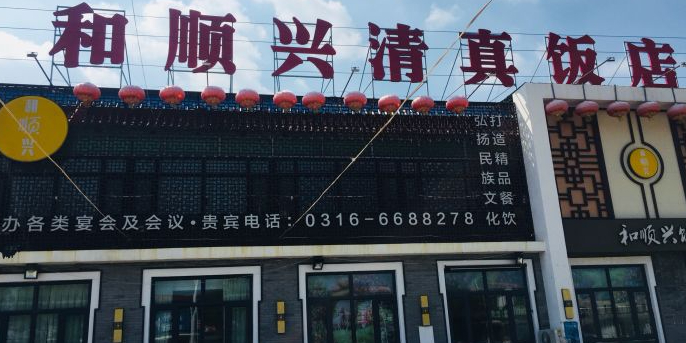 和顺兴清真饭店
和顺兴
弘扬民族文化
打造精品餐饮
办各类宴会及会议·贵宾电话：0316-6688278
和顺兴